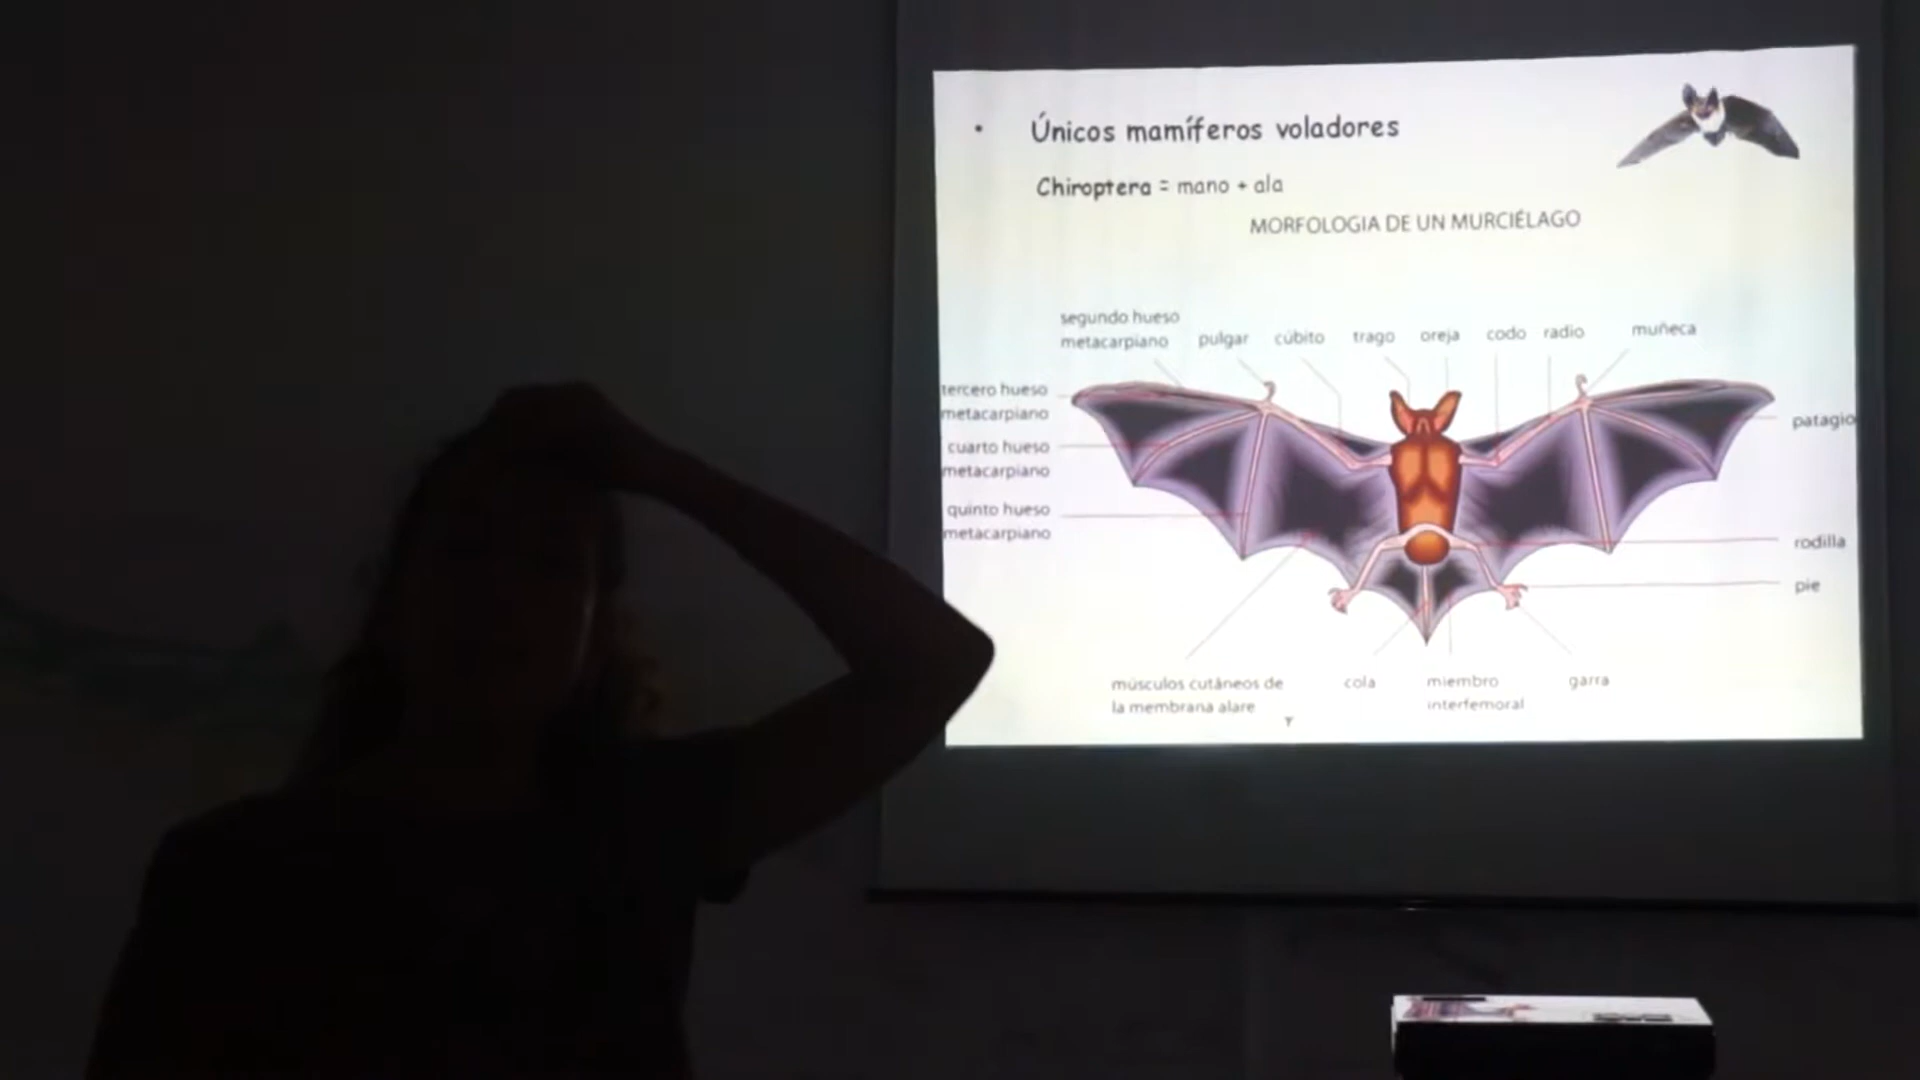 • Únicos mamíferos voladores
Chiroptera = mano + ala
MORFOLOGIA DE UN MURCIÉLAGO
segundo hueso
metacarpiano
pulgar
cúbito
trago
oreja
codo
radio
muñeca
tercero hueso
metacarpiano
patagio
cuarto hueso
metacarpiano
quinto hueso
metacarpiano
rodilla
pie
músculos cutáneos de
la membrana alare
cola
miembro
interfemoral
garra